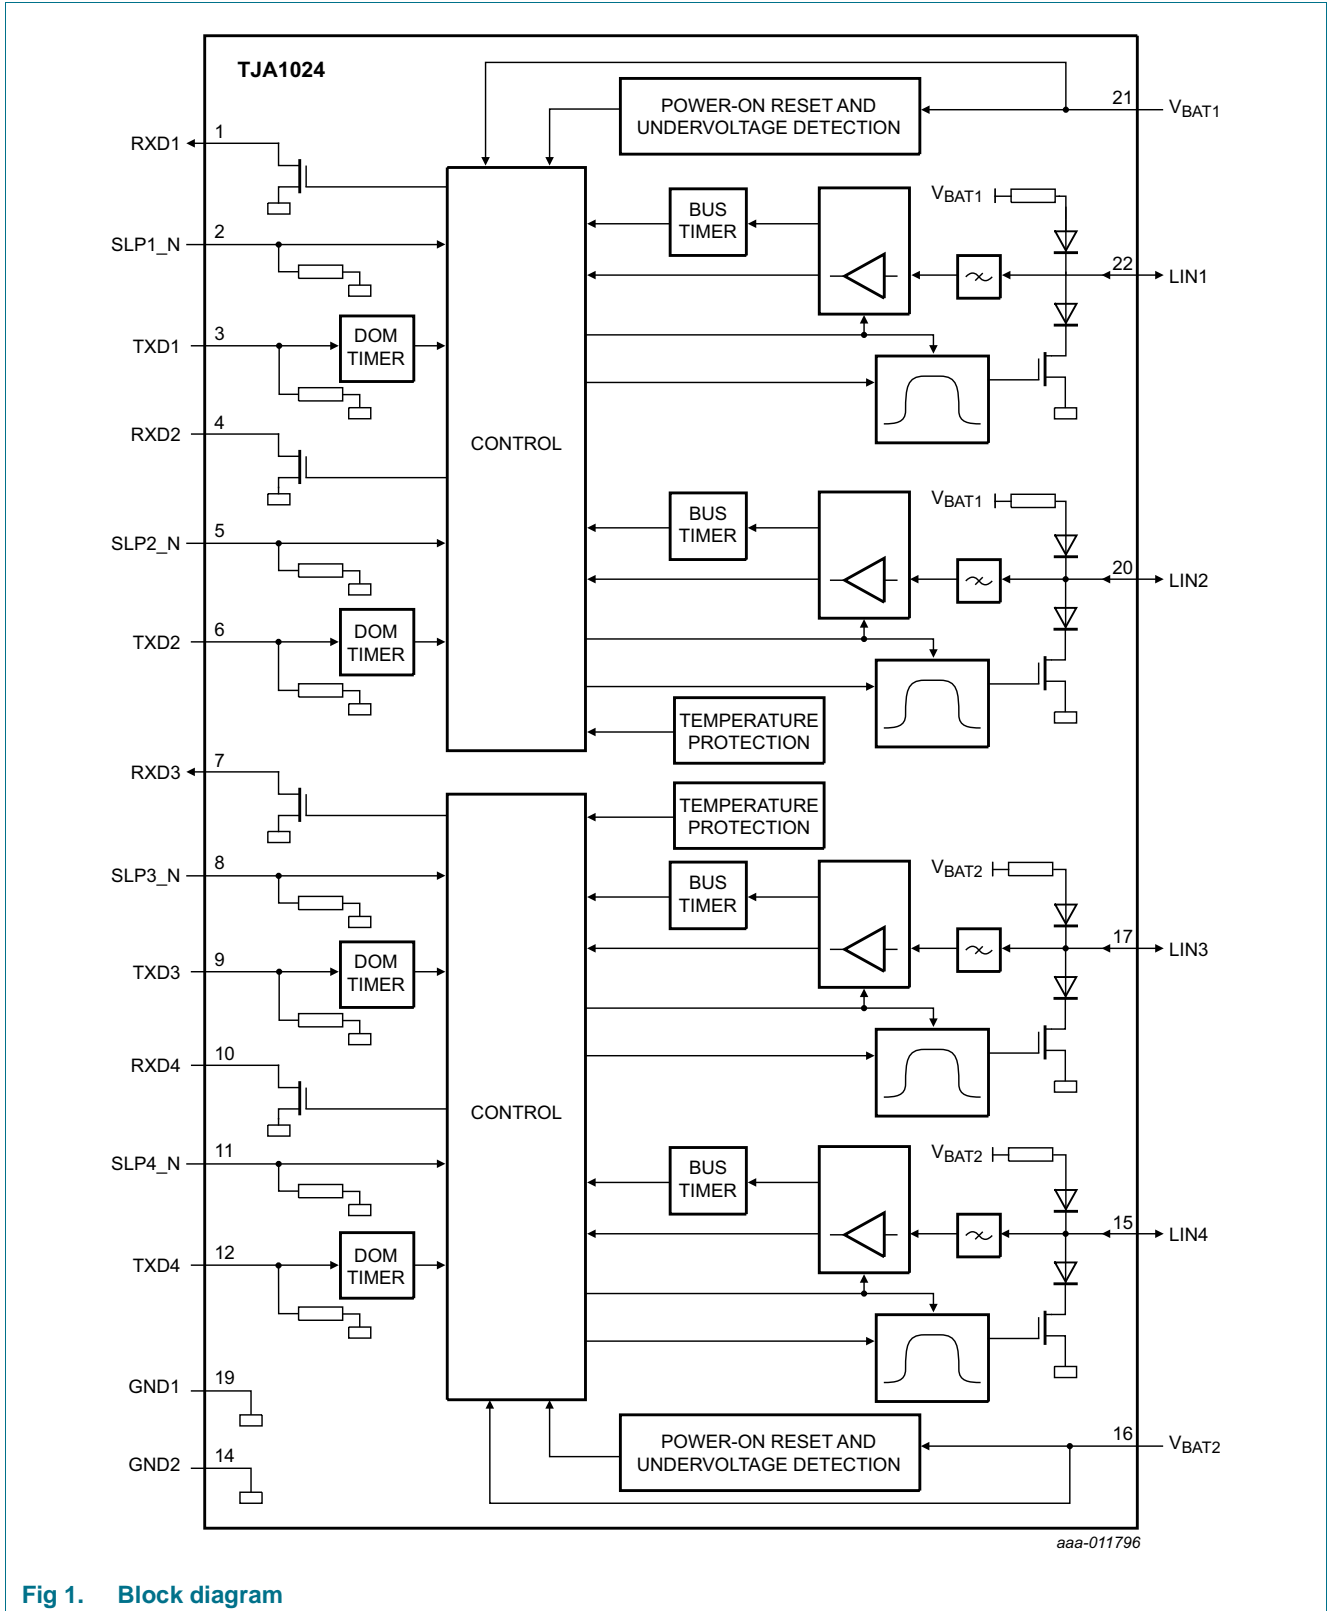 TJA1024
POWER-ON RESET AND
UNDERVOLTAGE DETECTION
21
VBAT1
RXD1
1
BUS
TIMER
VBAT1
SLP1_N
2
22
LIN1
TXD1
3
DOM
TIMER
RXD2
4
CONTROL
BUS
TIMER
VBAT1
SLP2_N
5
20
LIN2
TXD2
6
DOM
TIMER
TEMPERATURE
PROTECTION
RXD3
7
TEMPERATURE
PROTECTION
SLP3_N
8
BUS
TIMER
VBAT2
17
LIN3
TXD3
9
DOM
TIMER
RXD4
10
CONTROL
SLP4_N
11
BUS
TIMER
VBAT2
15
LIN4
TXD4
12
DOM
TIMER
GND1
19
POWER-ON RESET AND
UNDERVOLTAGE DETECTION
16
VBAT2
GND2
14
aaa-011796
Fig 1. Block diagram